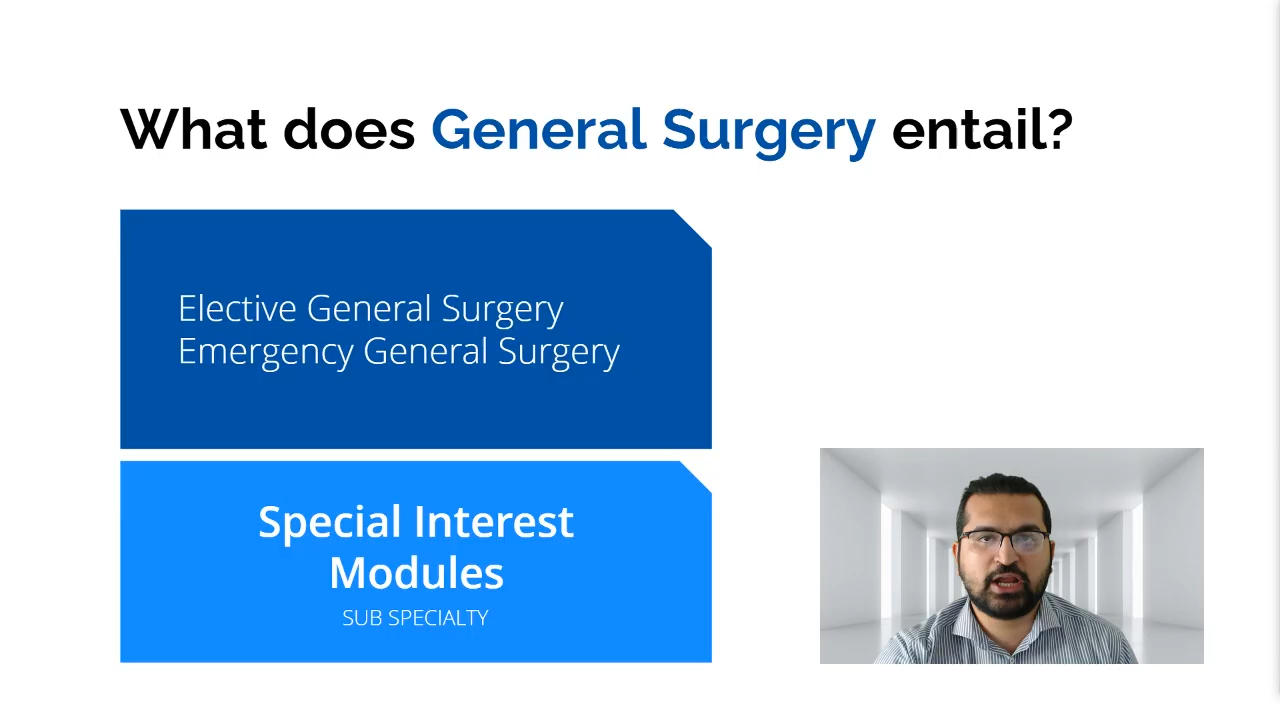 What does General Surgery entail?
Elective General Surgery
Emergency General Surgery
Special Interest
Modules
SUB SPECIALTY